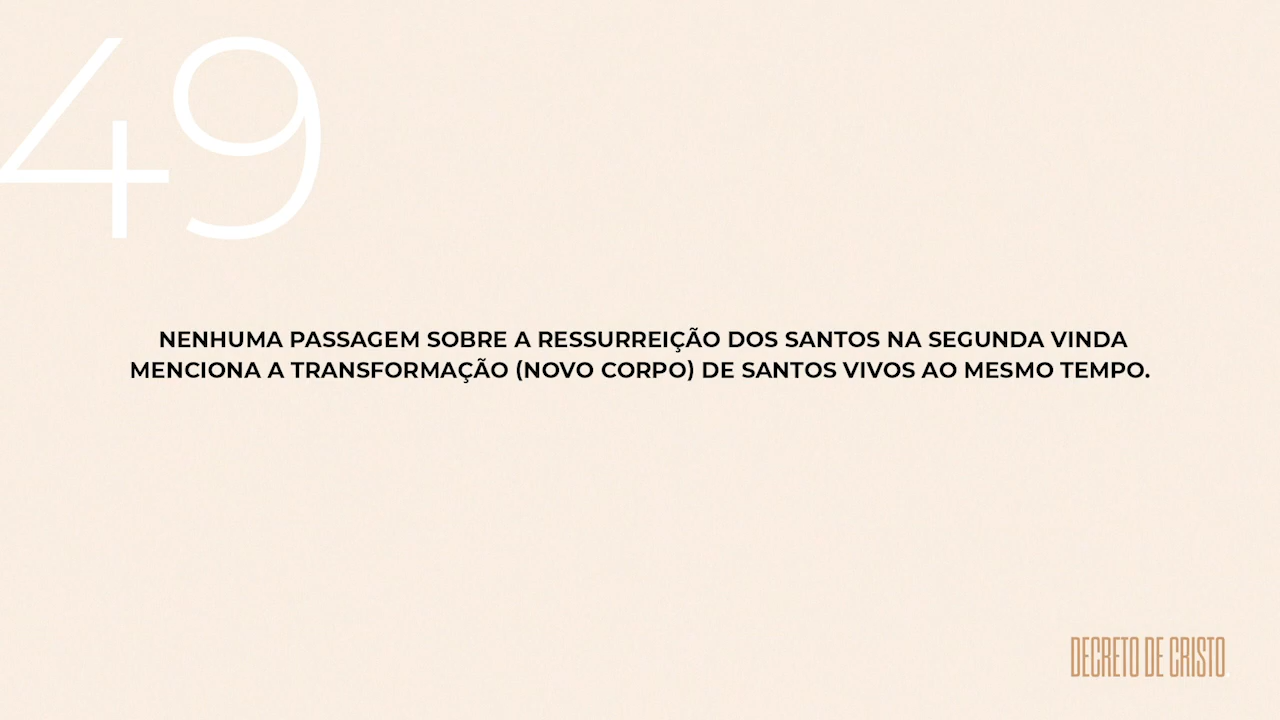 49
NENHUMA PASSAGEM SOBRE A RESSURREIÇÃO DOS SANTOS NA SEGUNDA VINDA
MENCIONA A TRANSFORMAÇÃO (NOVO CORPO) DE SANTOS VIVOS AO MESMO TEMPO.
DECRETO DE CRISTO